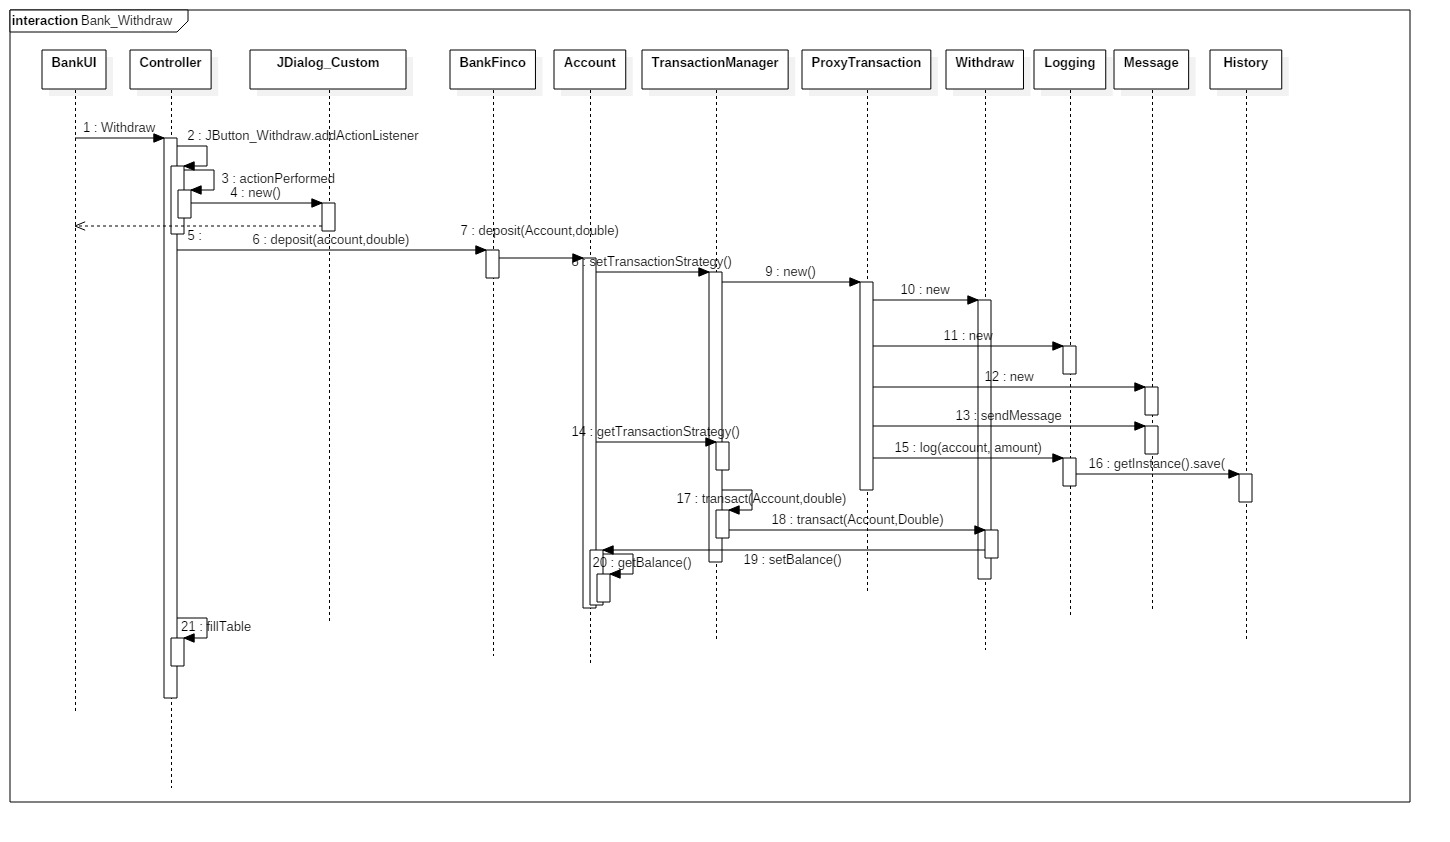 interaction Bank_Withdraw
BankUI
Controller
JDialog_Custom
BankFinco
Account
TransactionManager
ProxyTransaction
Withdraw
Logging
Message
History
1 : Withdraw
2 : JButton_Withdraw.addActionListener
3 : actionPerformed
4 : new()
5 :
6 : deposit(account,double)
7 : deposit(Account,double)
8 : setTransactionStrategy()
9 : new()
10 : new
11 : new
12 : new
13 : sendMessage
14 : getTransactionStrategy()
15 : log(account, amount)
16 : getInstance().save(
17 : transact(Account,double)
18 : transact(Account,Double)
19 : setBalance()
20 : getBalance()
21 : fillTable